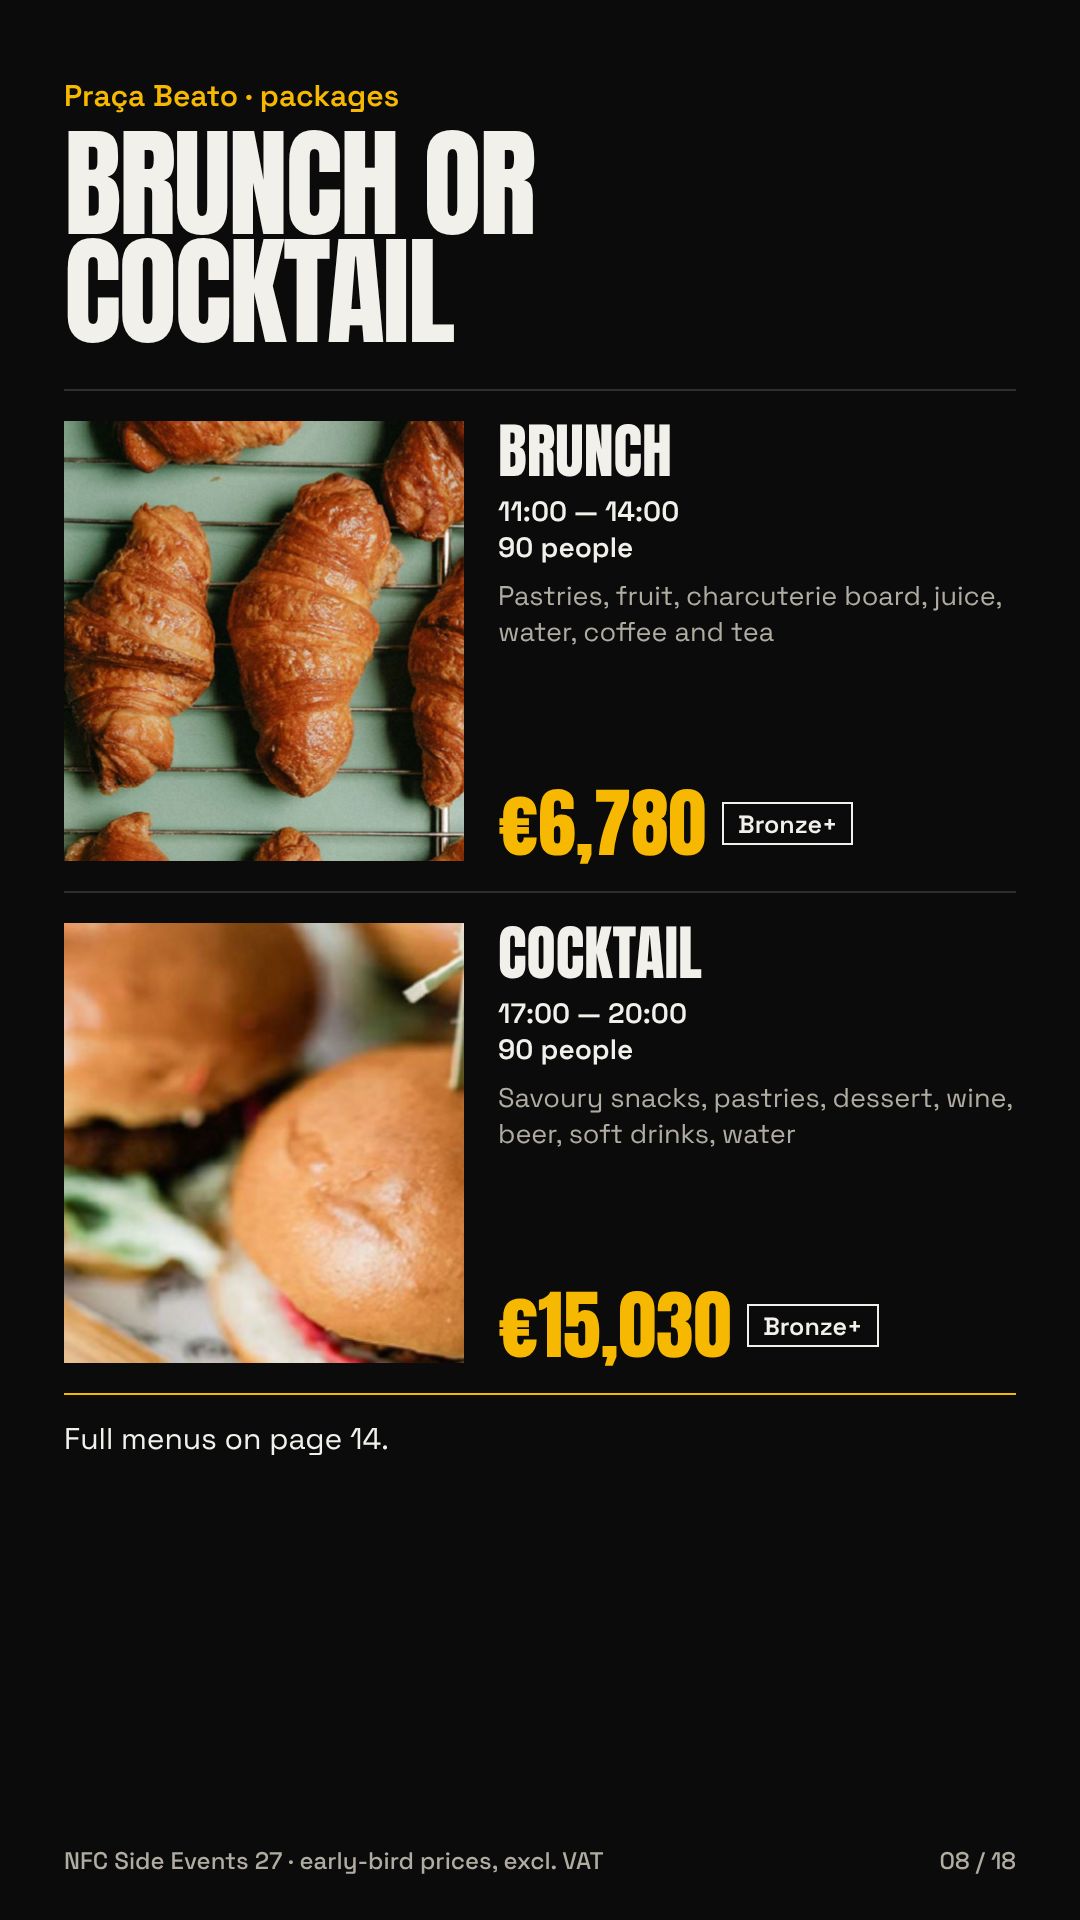 Praça Beato · packages
BRUNCH OR
COCKTAIL
BRUNCH
11:00 — 14:00
90 people
Pastries, fruit, charcuterie board, juice,
water, coffee and tea
€6,780 Bronze+
COCKTAIL
17:00 — 20:00
90 people
Savoury snacks, pastries, dessert, wine,
beer, soft drinks, water
€15,030 Bronze+
Full menus on page 14.
NFC Side Events 27 · early-bird prices, excl. VAT 08 / 18